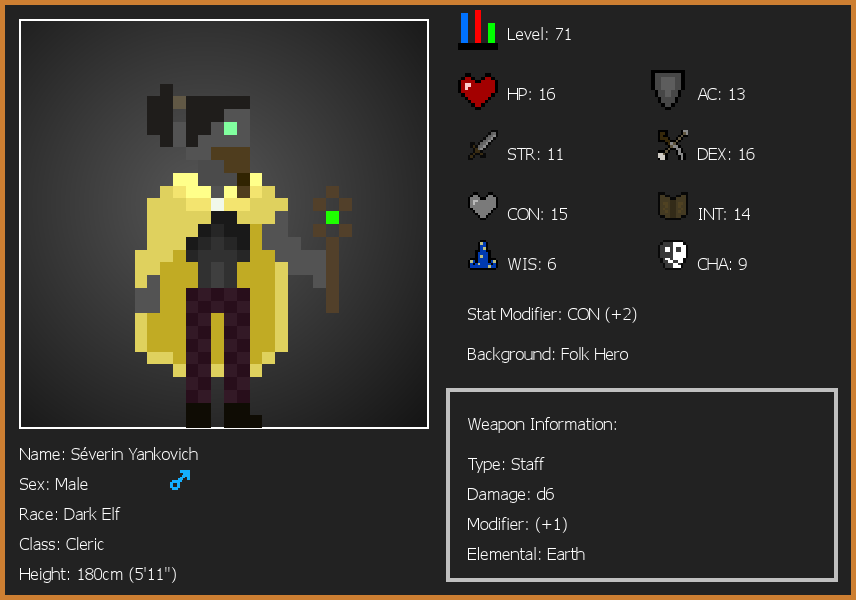 Level: 71
HP: 16
AC: 13
STR: 11
DEX: 16
CON: 15
INT: 14
WIS: 6
CHA: 9
Stat Modifier: CON (+2)
Background: Folk Hero
Weapon Information:
Type: Staff
Damage: d6
Modifier: (+1)
Elemental: Earth
Name: Séverin Yankovich
Sex: Male
Race: Dark Elf
Class: Cleric
Height: 180cm (5'11")